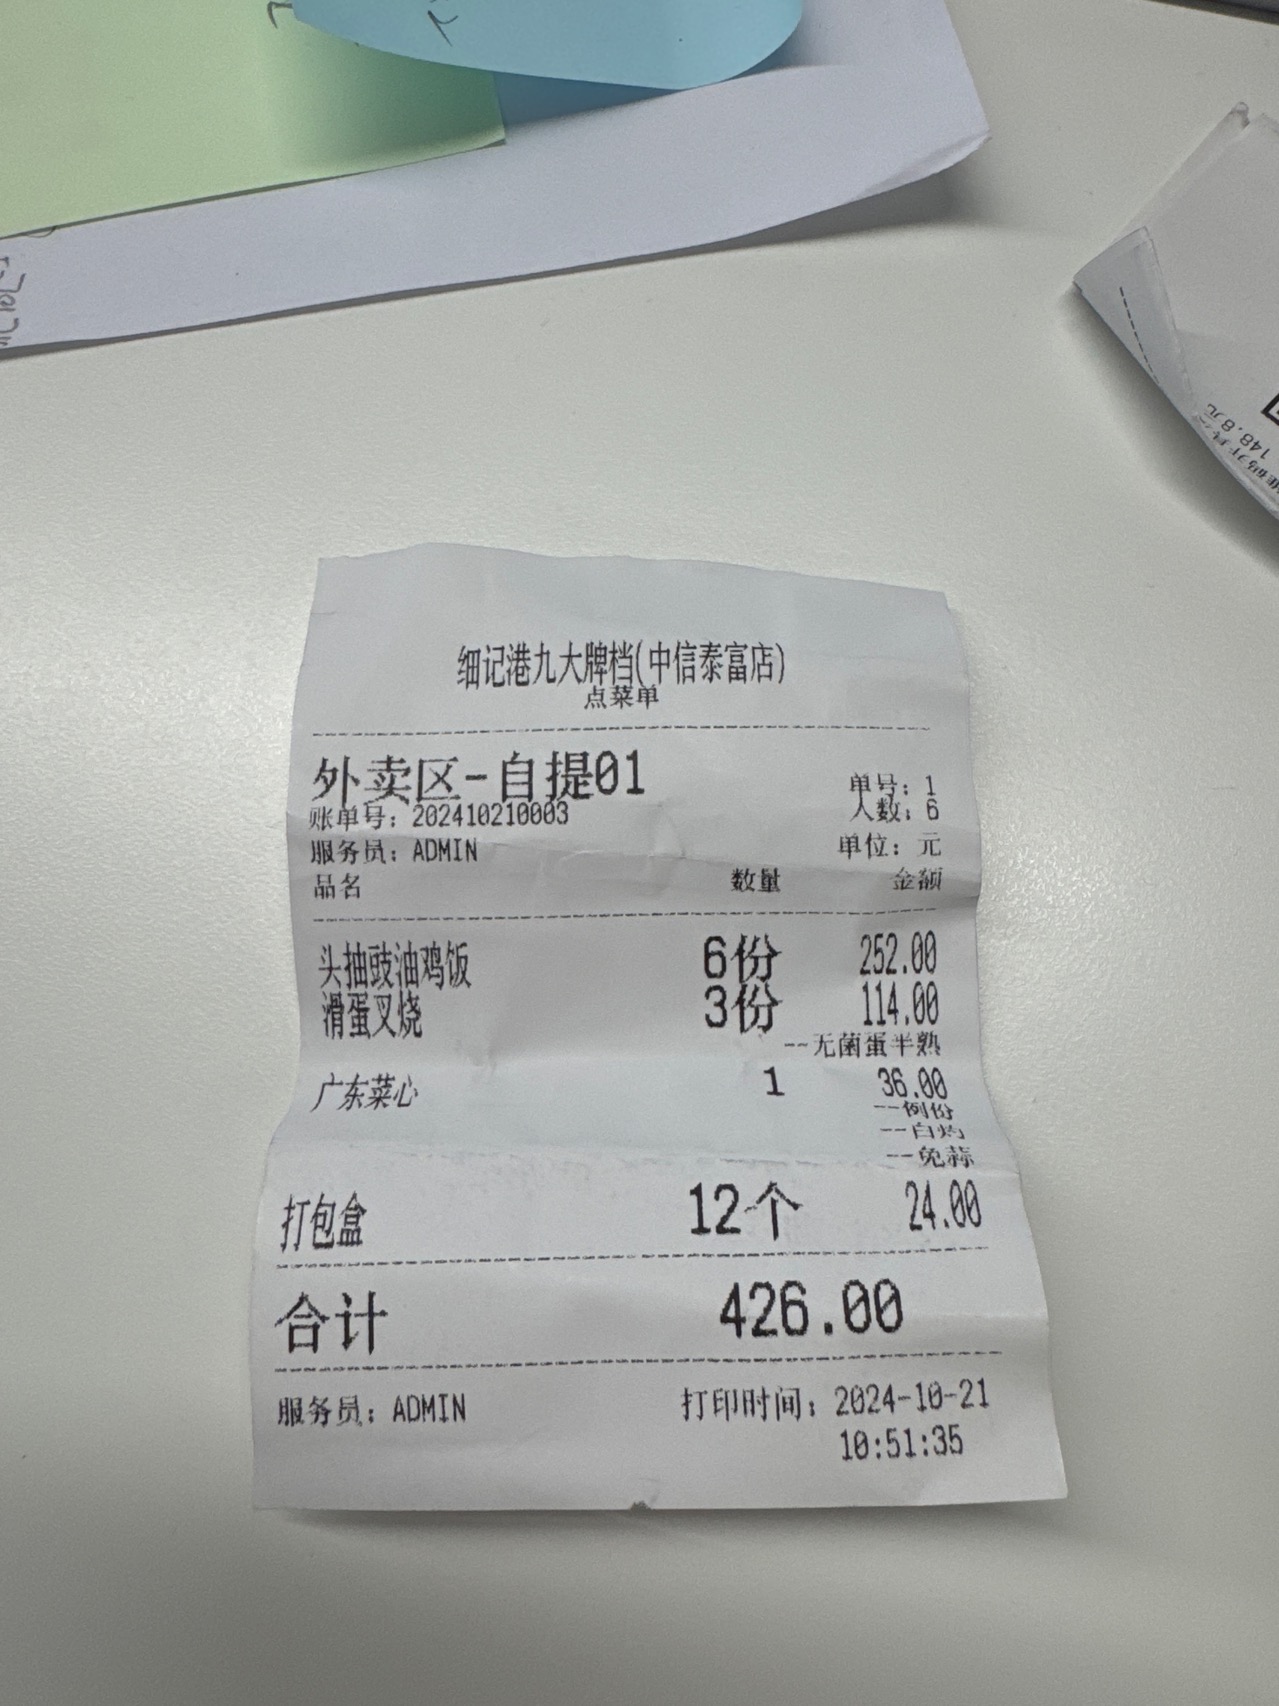 细记港九大牌档(中信泰富店)
点菜单
外卖区-自提01
单号：1
账单号：202410210003 人数：6
服务员：ADMIN 单位：元
品名 数量 金额
头抽豉油鸡饭 6份 252.00
滑蛋叉烧 3份 114.00
--无菌蛋半熟
广东菜心 1 36.00
--例份
--白灼
--免蒜
打包盒 12个 24.00
合计 426.00
服务员：ADMIN 打印时间：2024-10-21
10:51:35
148.8元